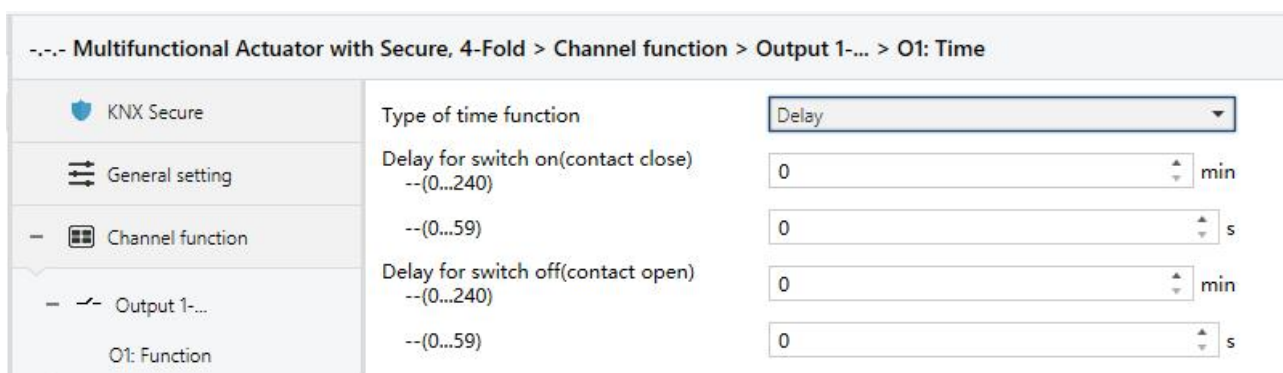 -.-.- Multifunctional Actuator with Secure, 4-Fold > Channel function > Output 1-... > O1: Time
KNX Secure
General setting
Channel function
Output 1-...
O1: Function
Type of time function
Delay
Delay for switch on(contact close)
--(0...240)
0
min
--(0...59)
0
s
Delay for switch off(contact open)
--(0...240)
0
min
--(0...59)
0
s